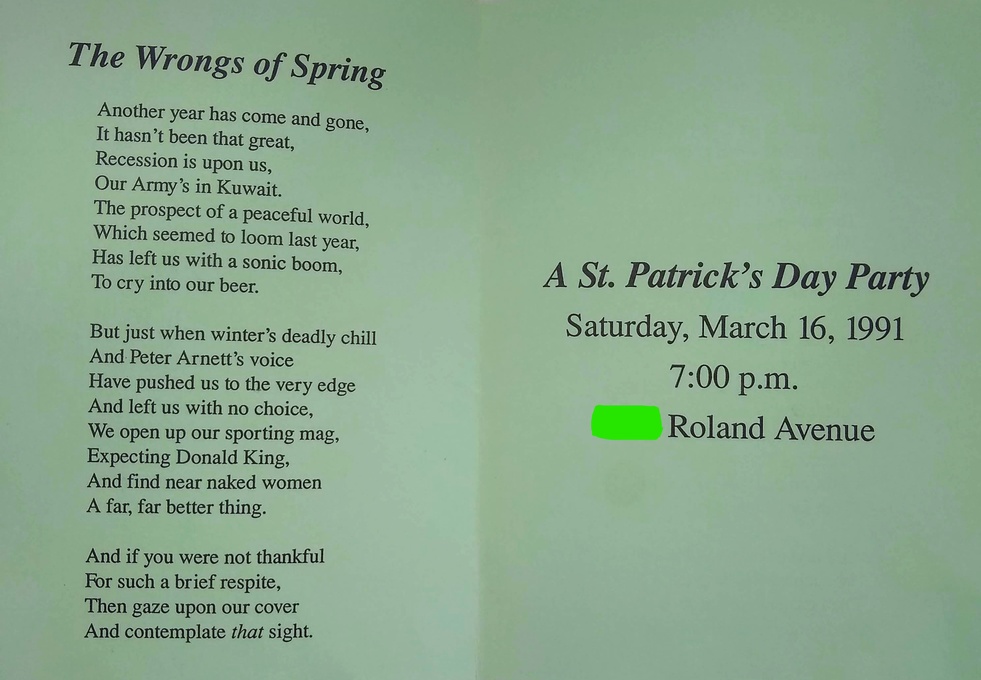 The Wrongs of Spring
Another year has come and gone,
It hasn't been that great,
Recession is upon us,
Our Army's in Kuwait.
The prospect of a peaceful world,
Which seemed to loom last year,
Has left us with a sonic boom,
To cry into our beer.
But just when winter's deadly chill
And Peter Arnett's voice
Have pushed us to the very edge
And left us with no choice,
We open up our sporting mag,
Expecting Donald King,
And find near naked women
A far, far better thing.
And if you were not thankful
For such a brief respite,
Then gaze upon our cover
And contemplate that sight.
A St. Patrick's Day Party
Saturday, March 16, 1991
7:00 p.m.
Roland Avenue